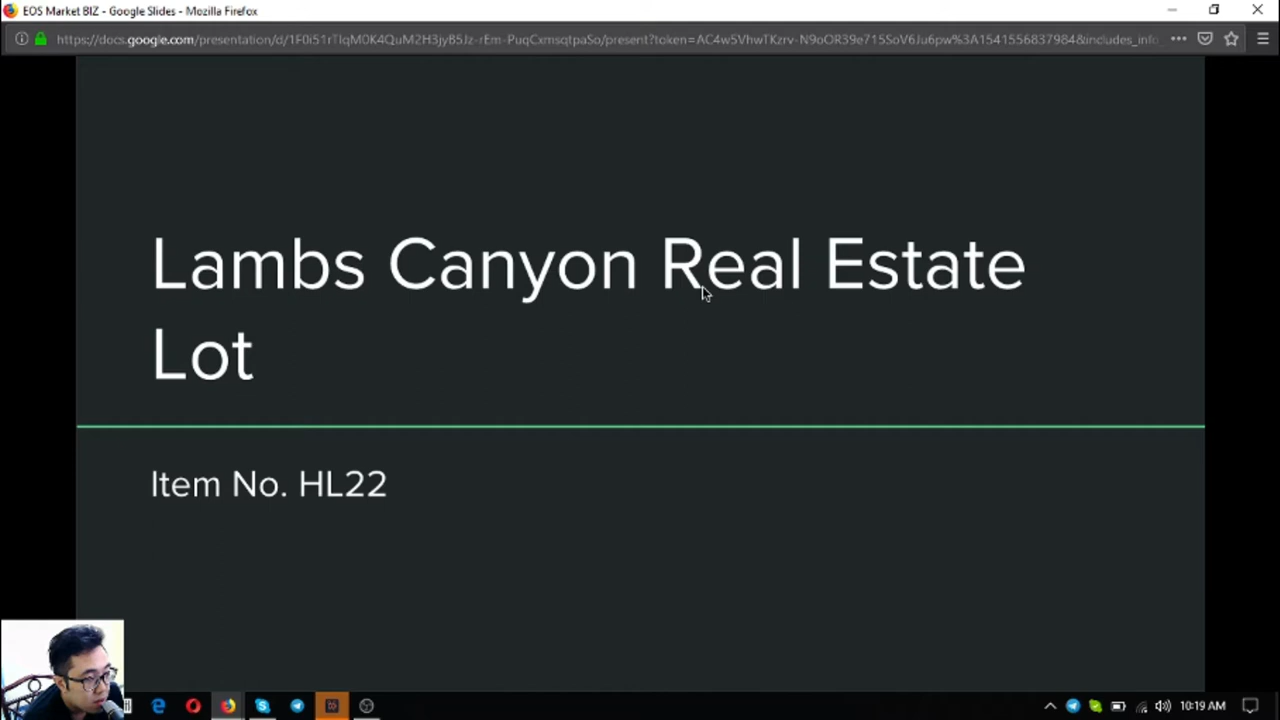 EOS Market BIZ - Google Slides - Mozilla Firefox
Lambs Canyon Real Estate
Lot
Item No. HL22
10:19 AM